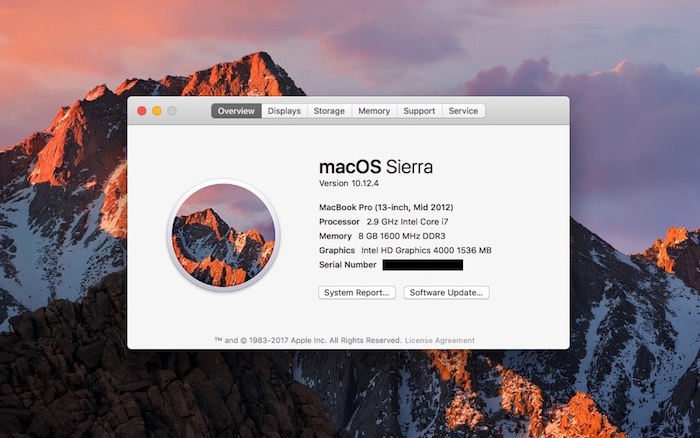 Overview Displays Storage Memory Support Service
macOS Sierra
Version 10.12.4
MacBook Pro (13-inch, Mid 2012)
Processor 2.9 GHz Intel Core i7
Memory 8 GB 1600 MHz DDR3
Graphics Intel HD Graphics 4000 1536 MB
Serial Number
System Report... Software Update...
™ and © 1983-2017 Apple Inc. All Rights Reserved. License Agreement